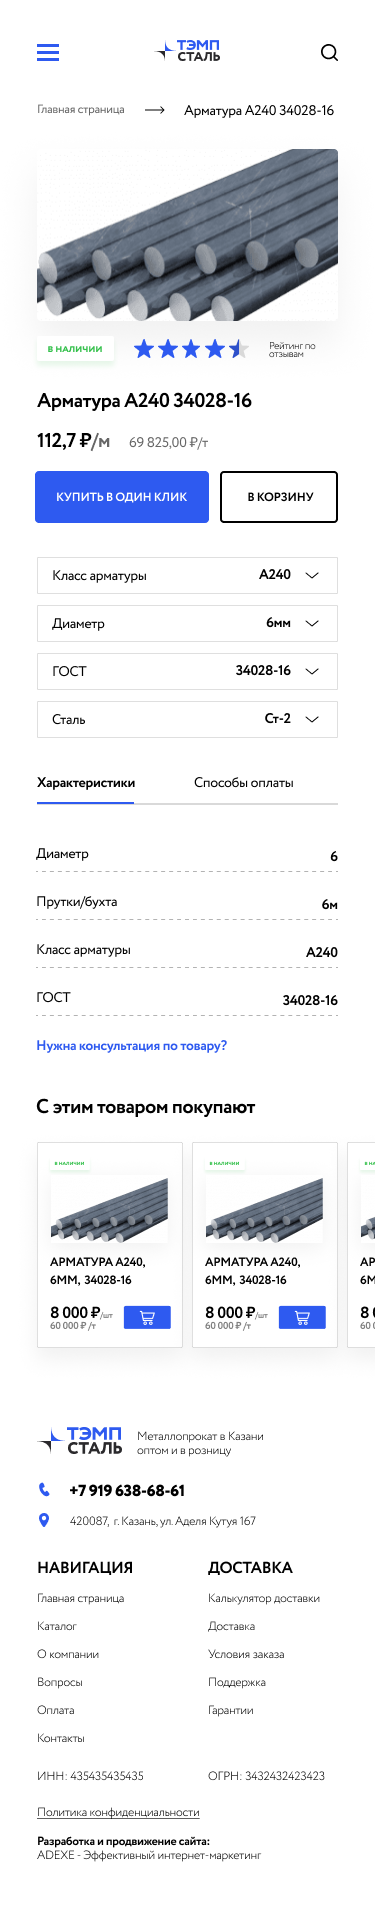 ТЭМП
СТАЛЬ
Главная страница → Арматура А240 34028-16
В НАЛИЧИИ
Рейтинг по
отзывам
Арматура А240 34028-16
112,7 ₽/м 69 825,00 ₽/т
КУПИТЬ В ОДИН КЛИК В КОРЗИНУ
Класс арматуры А240
Диаметр 6мм
ГОСТ 34028-16
Сталь Ст-2
Характеристики Способы оплаты
Диаметр 6
Прутки/бухта 6м
Класс арматуры А240
ГОСТ 34028-16
Нужна консультация по товару?
С этим товаром покупают
В НАЛИЧИИ В НАЛИЧИИ В НА
АРМАТУРА А240, АРМАТУРА А240, АР
6ММ, 34028-16 6ММ, 34028-16 6М
8 000 ₽/шт 8 000 ₽/шт 8 0
60 000 ₽ /т 60 000 ₽ /т 60 0
ТЭМП
СТАЛЬ
Металлопрокат в Казани
оптом и в розницу
+7 919 638-68-61
420087, г. Казань, ул. Аделя Кутуя 167
НАВИГАЦИЯ ДОСТАВКА
Главная страница Калькулятор доставки
Каталог Доставка
О компании Условия заказа
Вопросы Поддержка
Оплата Гарантии
Контакты
ИНН: 435435435435 ОГРН: 3432432423423
Политика конфиденциальности
Разработка и продвижение сайта:
ADEXE - Эффективный интернет-маркетинг